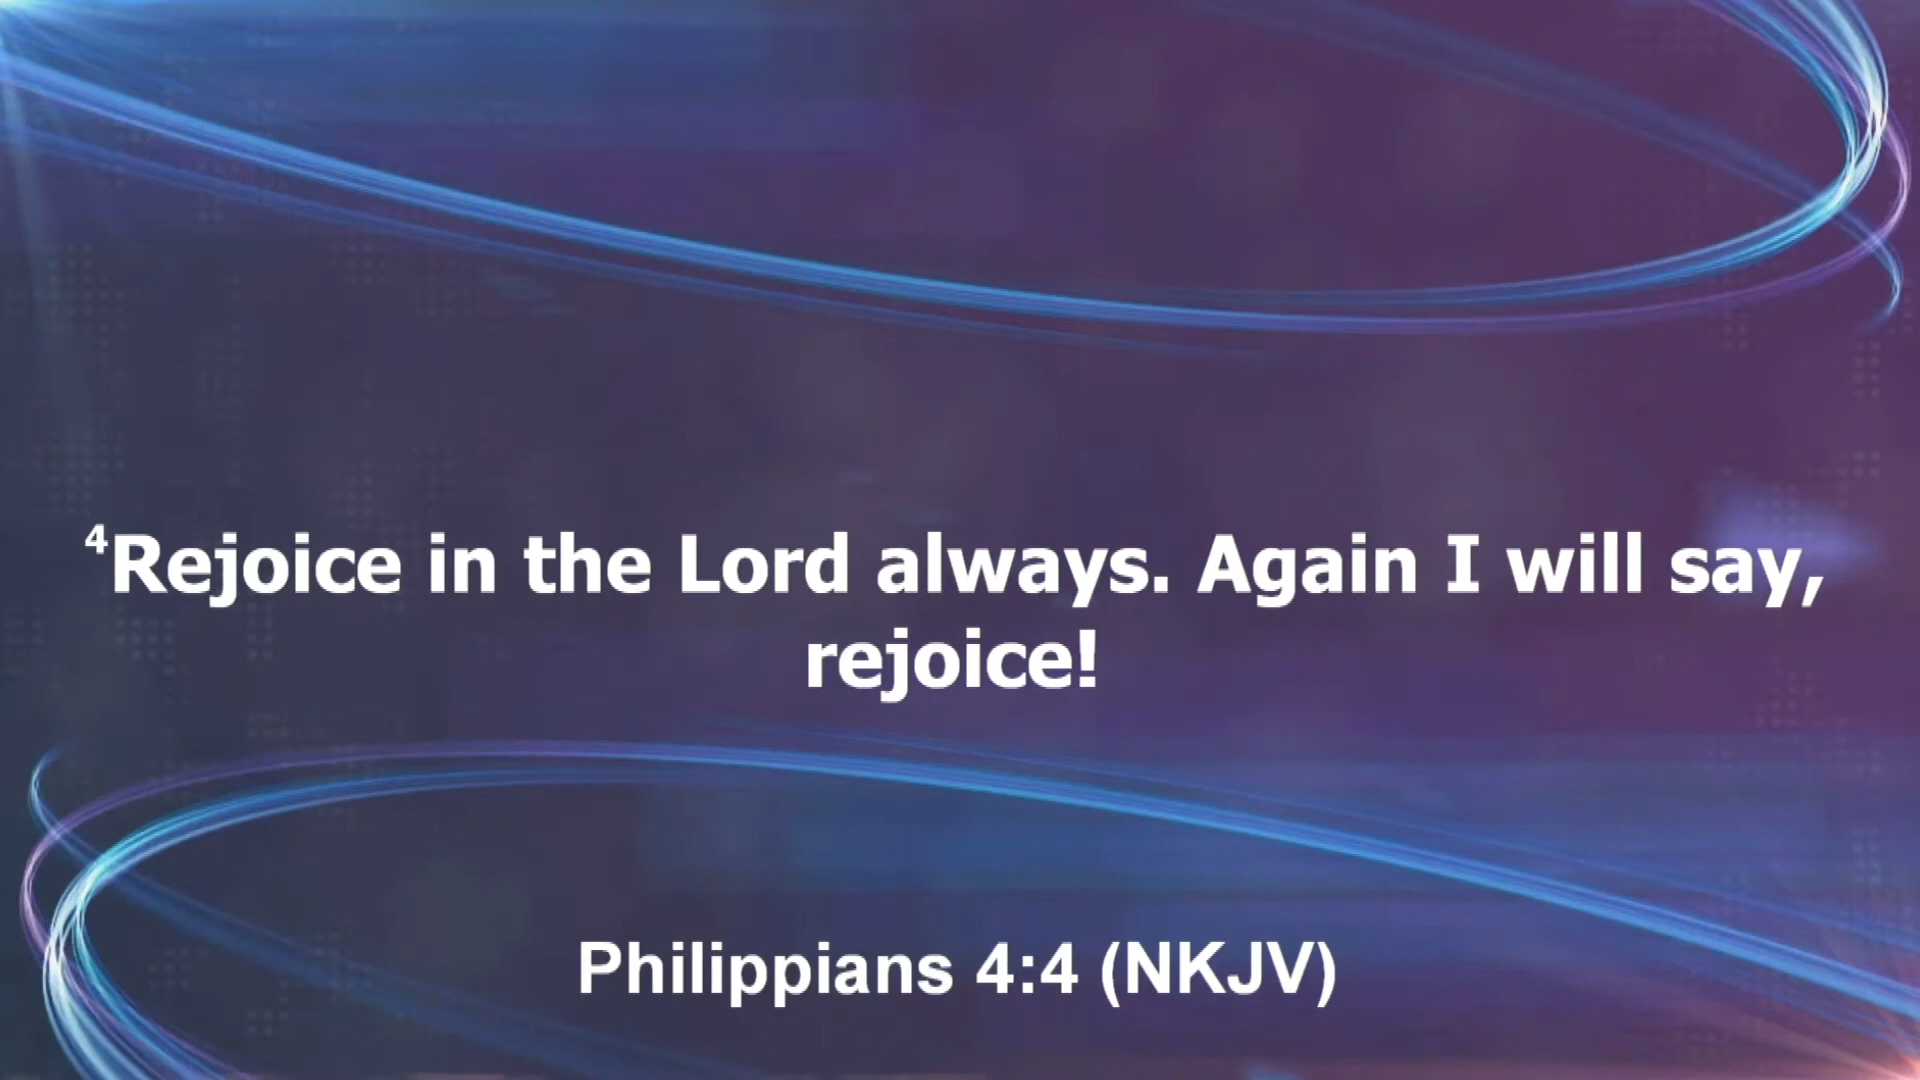 ⁴Rejoice in the Lord always. Again I will say,
rejoice!
Philippians 4:4 (NKJV)